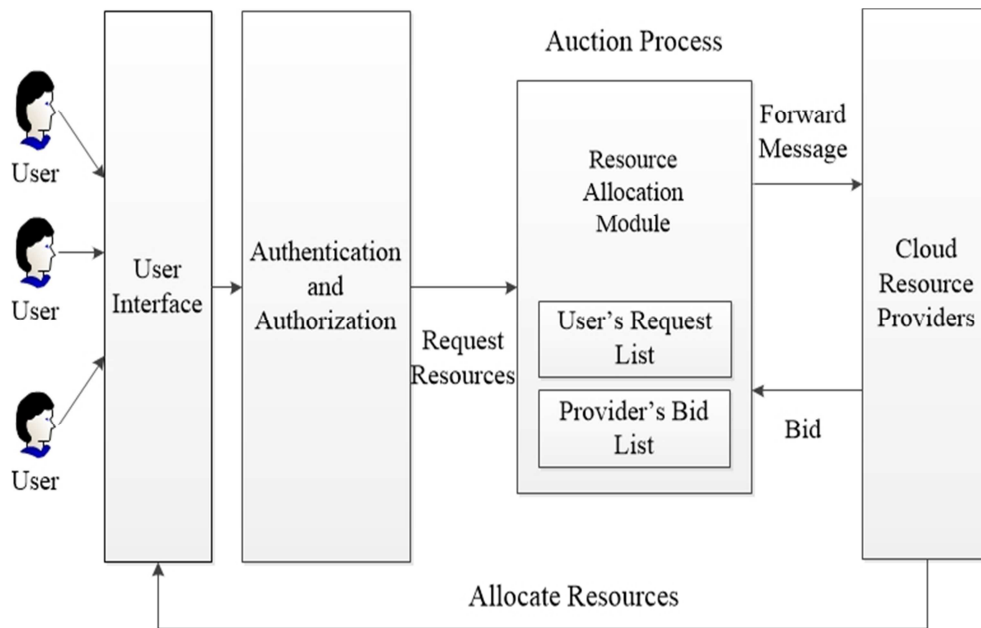 Auction Process
User
User
User
User
Interface
Authentication
and
Authorization
Request
Resources
Resource
Allocation
Module
User's Request
List
Provider's Bid
List
Forward
Message
Bid
Cloud
Resource
Providers
Allocate Resources